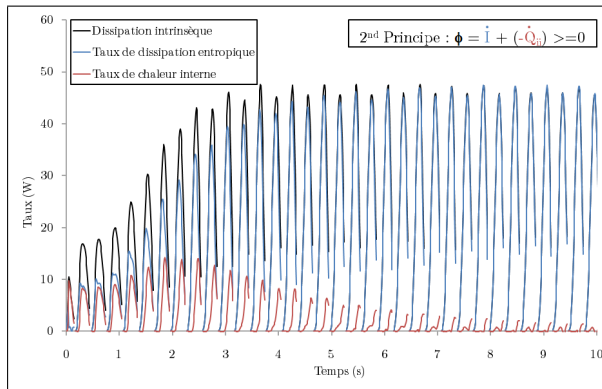 Dissipation intrinsèque
Taux de dissipation entropique
Taux de chaleur interne
2nd Principe : ϕ = İ + (-Q̇ii) >=0
60
50
40
30
20
10
0
Taux (W)
0 1 2 3 4 5 6 7 8 9 10
Temps (s)